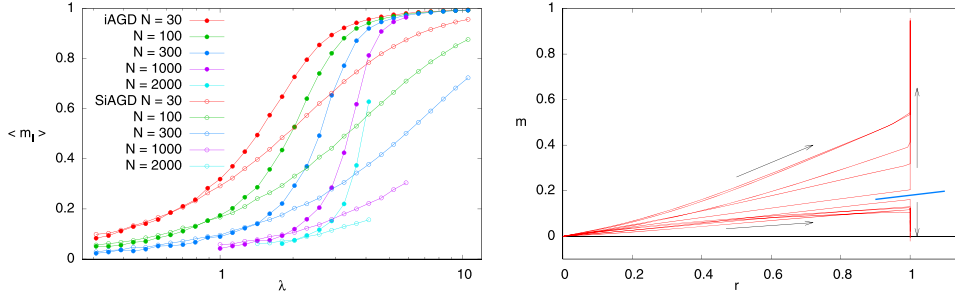 iAGD N = 30
N = 100
N = 300
N = 1000
N = 2000
SiAGD N = 30
N = 100
N = 300
N = 1000
N = 2000
1
0.8
0.6
0.4
0.2
0
< m_I >
1
10
λ
1
0.8
0.6
0.4
0.2
0
m
0
0.2
0.4
0.6
0.8
1
r